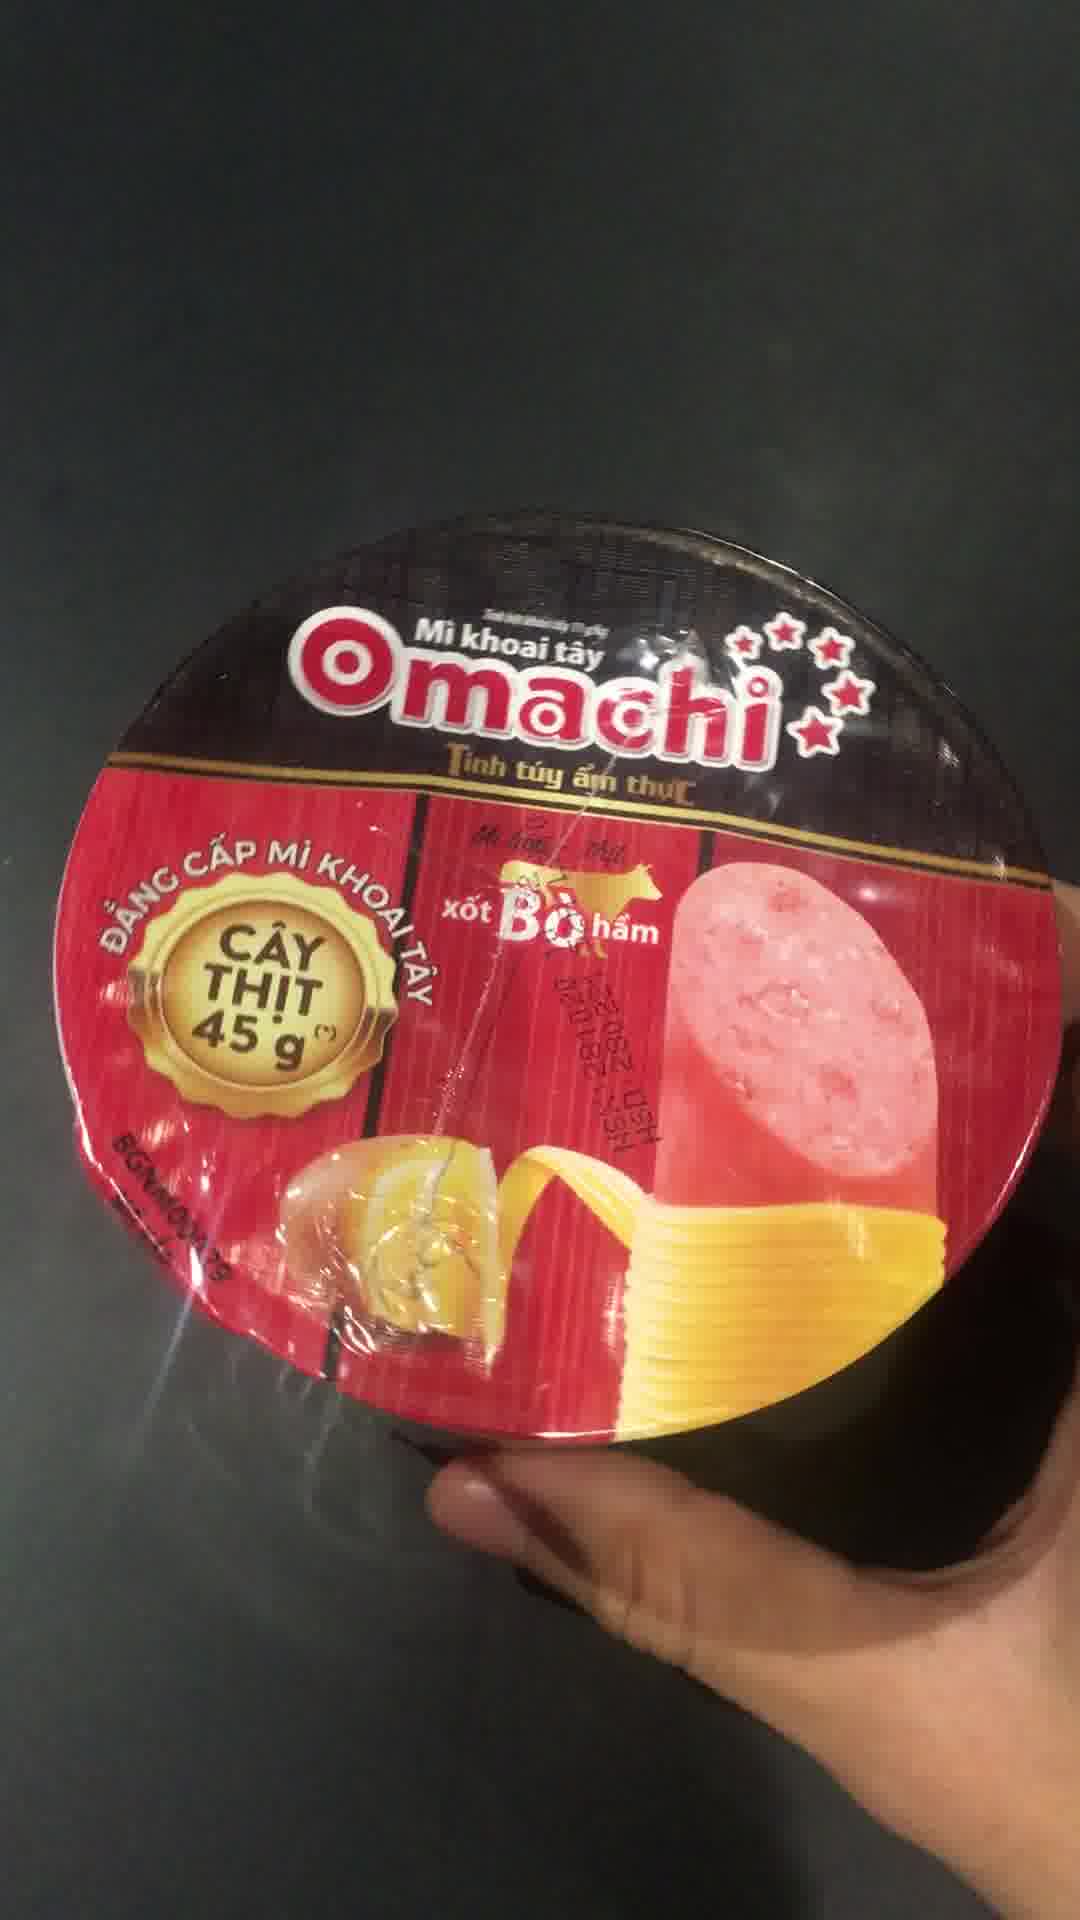 Mì khoai tây
Omachi
Tinh túy ẩm thực
ĐẲNG CẤP MÌ KHOAI TÂY
CÂY
THỊT
45 g
xốt Bò hầm